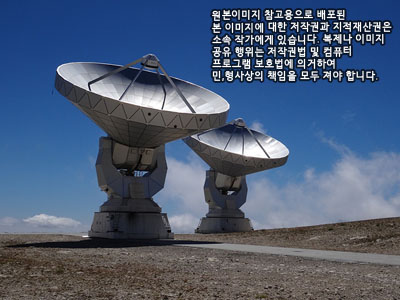 원본이미지 참고용으로 배포된
본 이미지에 대한 저작권과 지적재산권은
소속 작가에게 있습니다. 복제나 이미지
공유 행위는 저작권법 및 컴퓨터
프로그램 보호법에 의거하여
민.형사상의 책임을 모두 져야 합니다.